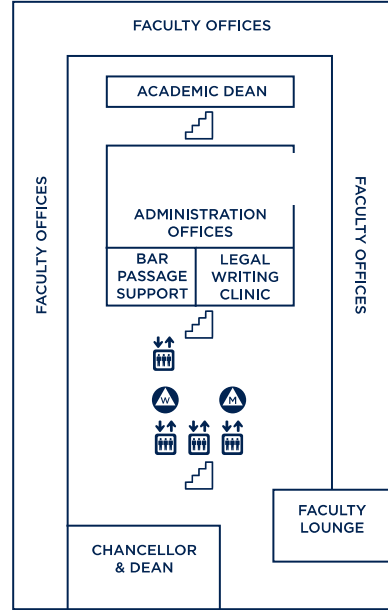 FACULTY OFFICES
ACADEMIC DEAN
FACULTY OFFICES
FACULTY OFFICES
ADMINISTRATION
OFFICES
BAR
PASSAGE
SUPPORT
LEGAL
WRITING
CLINIC
W
M
FACULTY
LOUNGE
CHANCELLOR
& DEAN